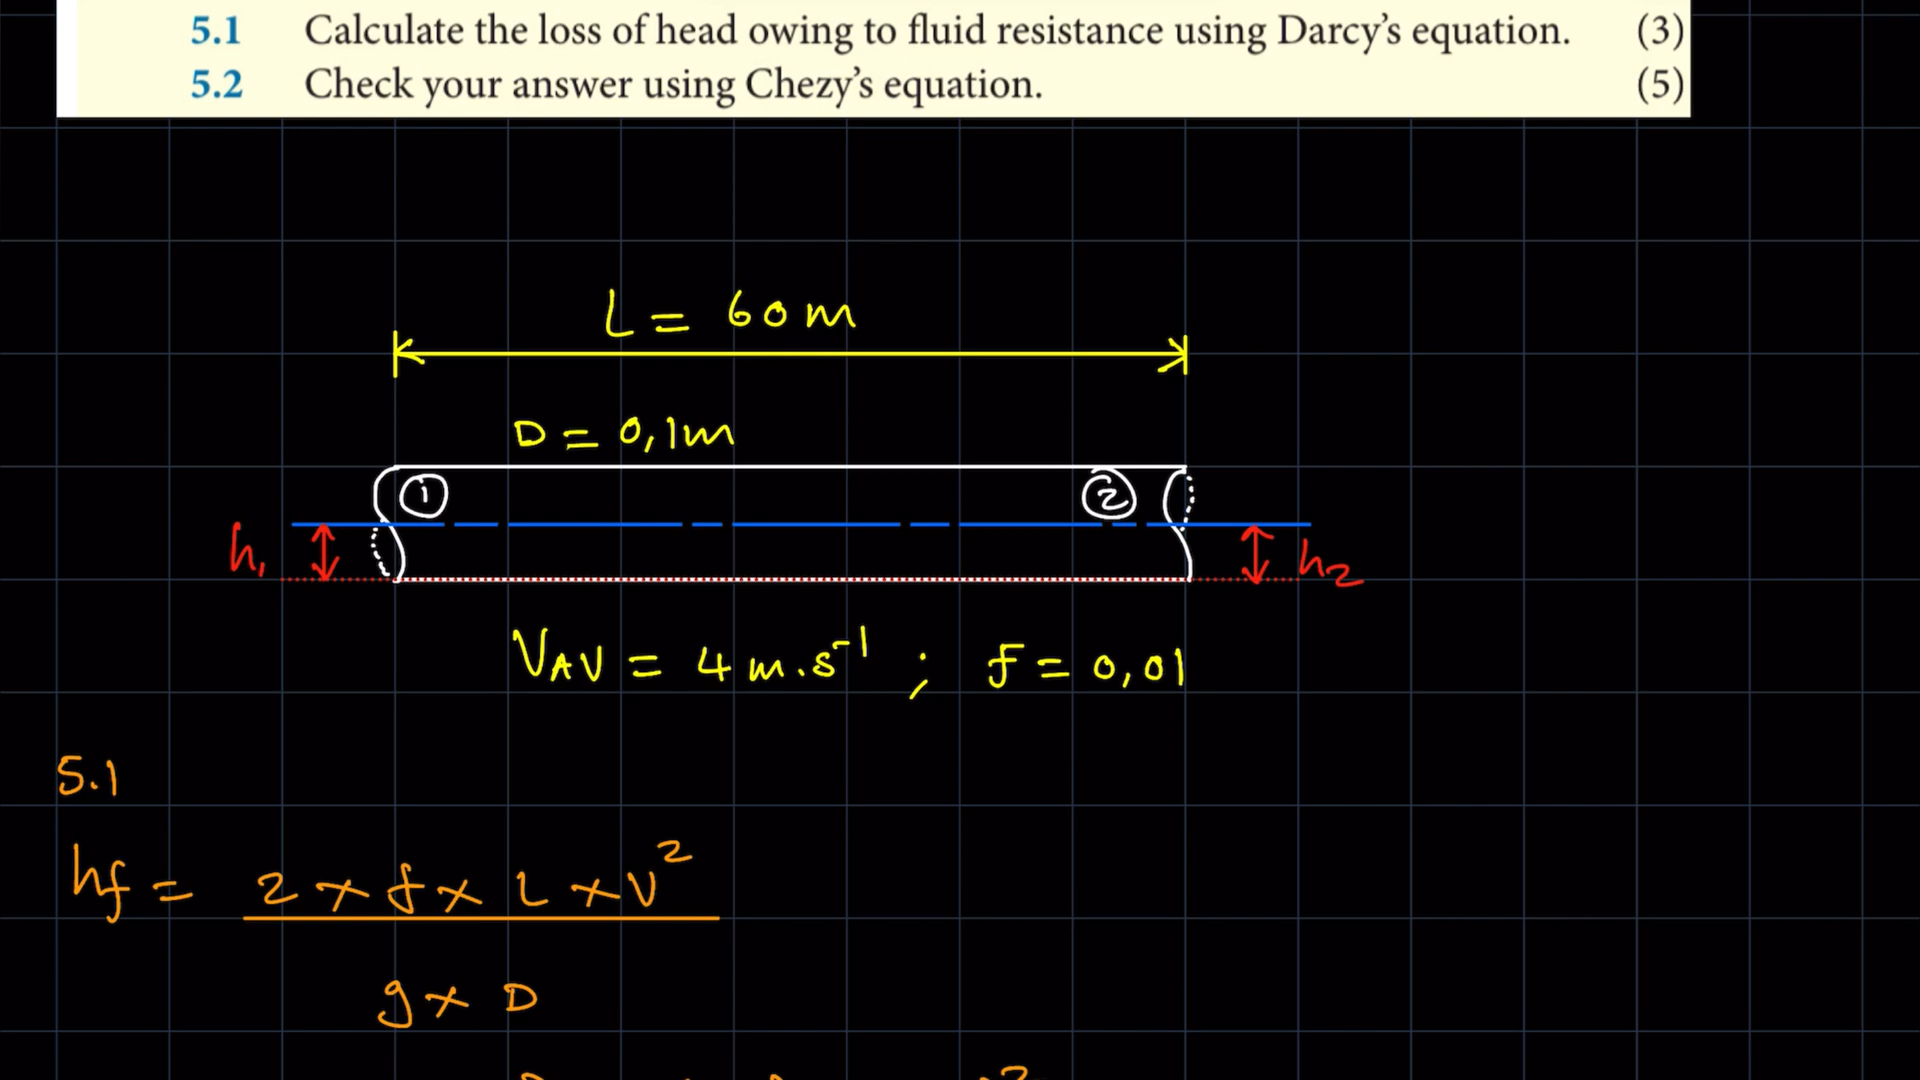 5.1 Calculate the loss of head owing to fluid resistance using Darcy's equation. (3)
5.2 Check your answer using Chezy's equation. (5)
L = 60 m
D = 0,1m
① ②
h₁ h₂
VAV = 4 m.s⁻¹ ; f = 0,01
5.1
hf = 2 × f × L × V²
g × D